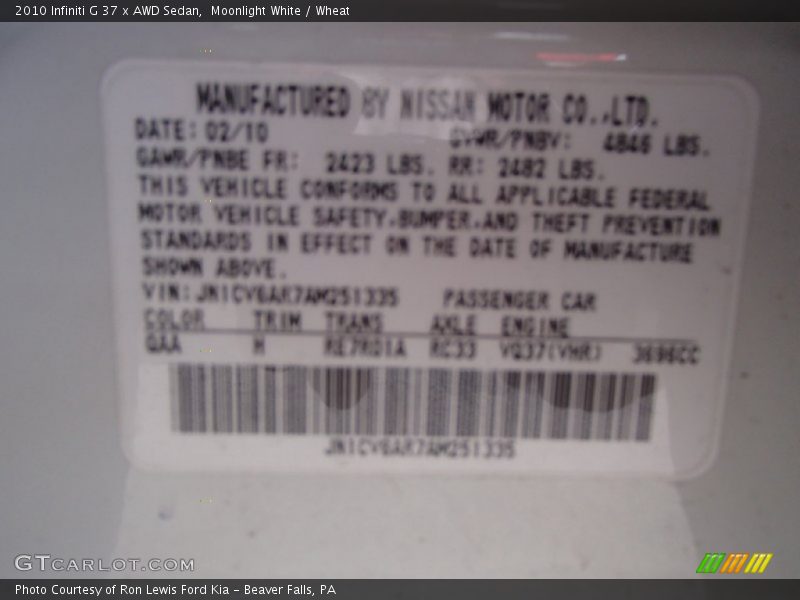 2010 Infiniti G 37 x AWD Sedan, Moonlight White / Wheat
MANUFACTURED BY NISSAN MOTOR CO.,LTD.
DATE: 02/10 GVWR/PNBV: 4846 LBS.
GAWR/PNBE FR: 2423 LBS. RR: 2482 LBS.
THIS VEHICLE CONFORMS TO ALL APPLICABLE FEDERAL
MOTOR VEHICLE SAFETY,BUMPER,AND THEFT PREVENTION
STANDARDS IN EFFECT ON THE DATE OF MANUFACTURE
SHOWN ABOVE.
VIN: JN1CV6AR7AM251335 PASSENGER CAR
COLOR TRIM TRANS AXLE ENGINE
QAA H RE7R01A RC33 VQ37(VHR) 3696CC
JN1CV6AR7AM251335
GTCARLOT.COM
Photo Courtesy of Ron Lewis Ford Kia - Beaver Falls, PA